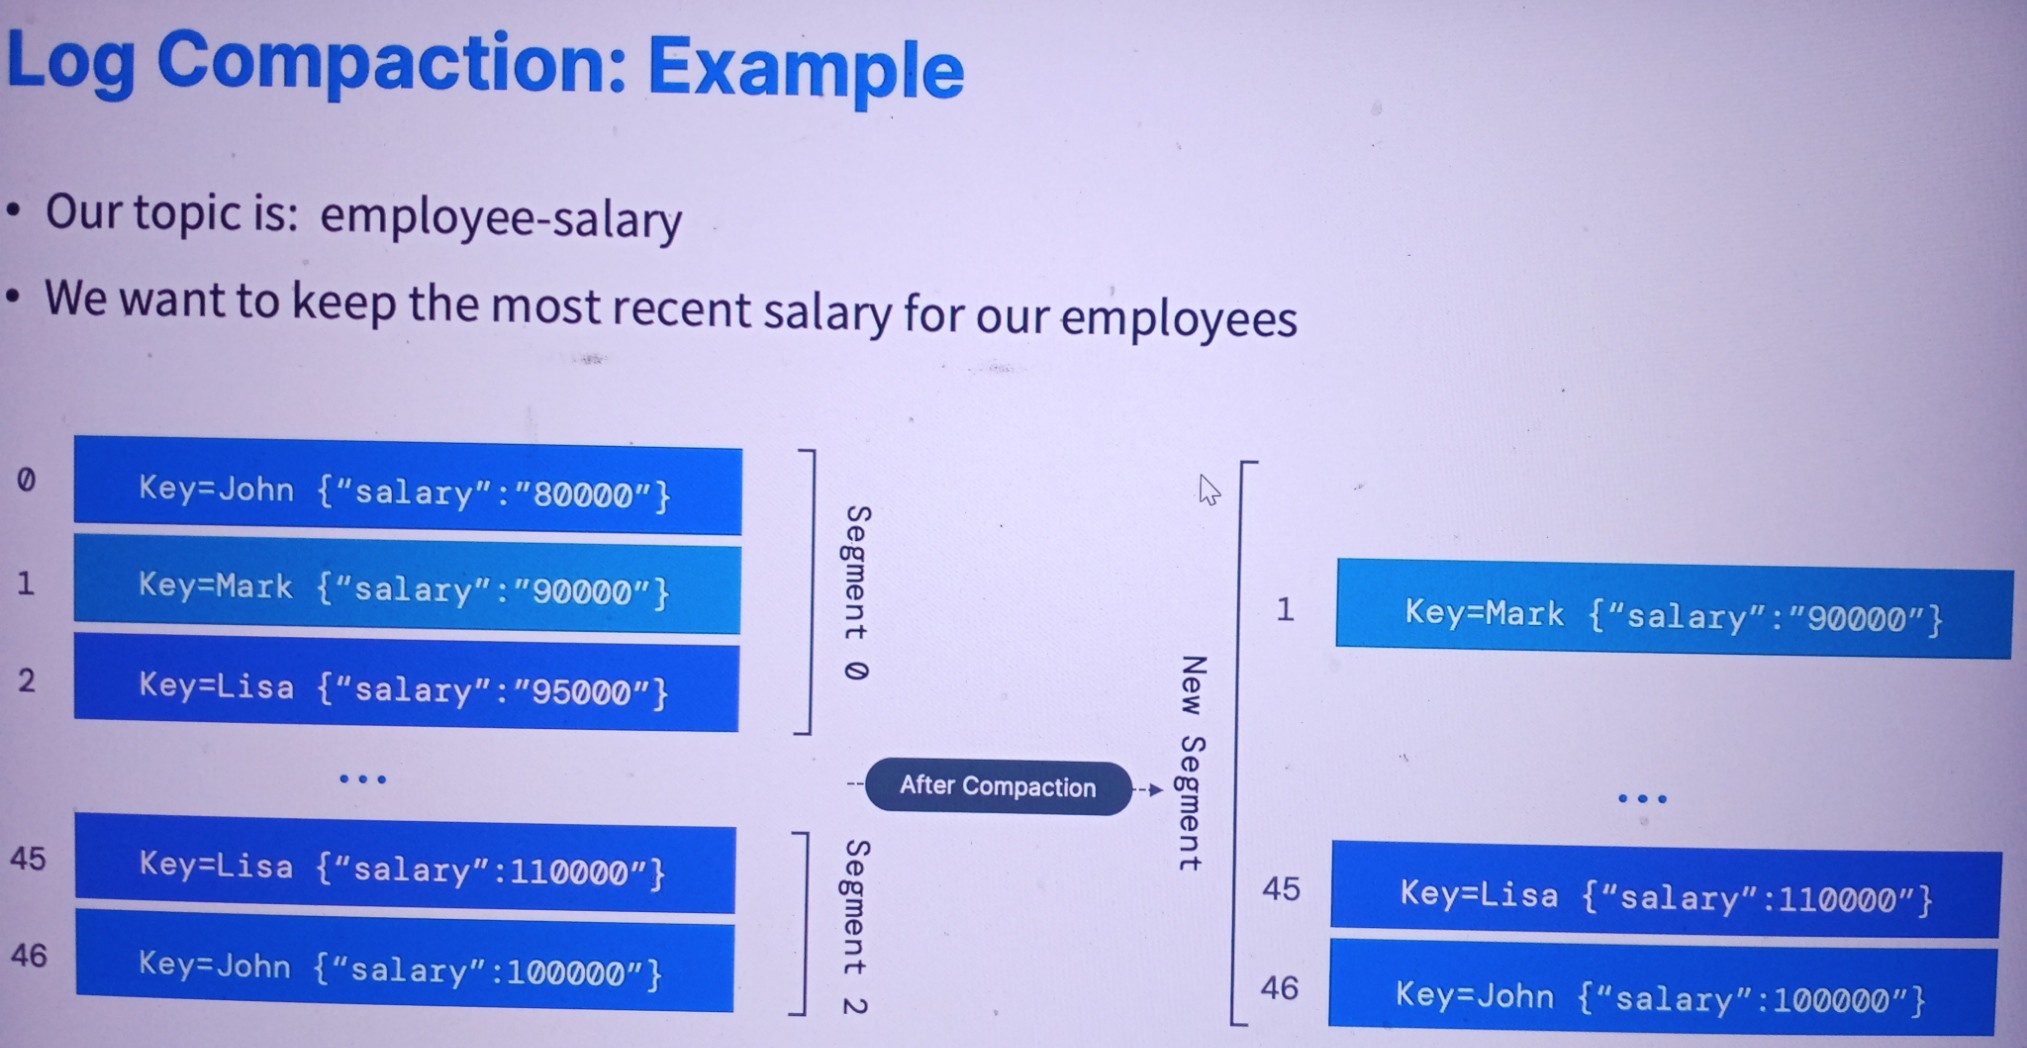 Log Compaction: Example
• Our topic is: employee-salary
• We want to keep the most recent salary for our employees
0 Key=John {“salary”:”80000”}
1 Key=Mark {“salary”:”90000”}
2 Key=Lisa {“salary”:”95000”}
...
45 Key=Lisa {“salary”:110000”}
46 Key=John {“salary”:100000”}
Segment 0
Segment 2
After Compaction
New Segment
1 Key=Mark {“salary”:”90000”}
...
45 Key=Lisa {“salary”:110000”}
46 Key=John {“salary”:100000”}